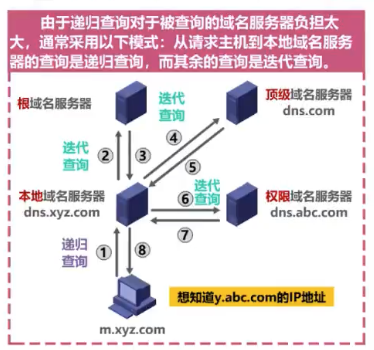 由于递归查询对于被查询的域名服务器负担太
大，通常采用以下模式：从请求主机到本地域名服务
器的查询是递归查询，而其余的查询是迭代查询。
根域名服务器
迭代
查询
顶级域名服务器
dns.com
迭代
查询
②
③
④
⑤
本地域名服务器
dns.xyz.com
⑥
迭代
查询
⑦
权限域名服务器
dns.abc.com
递归
查询
①
⑧
m.xyz.com
想知道y.abc.com的IP地址